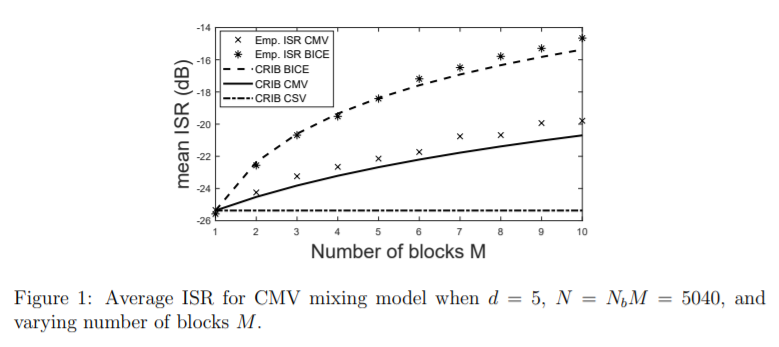 -14
-16
-18
-20
-22
-24
-26
mean ISR (dB)
Emp. ISR CMV
Emp. ISR BICE
CRIB BICE
CRIB CMV
CRIB CSV
1 2 3 4 5 6 7 8 9 10
Number of blocks M
Figure 1: Average ISR for CMV mixing model when d = 5, N = N_bM = 5040, and
varying number of blocks M.